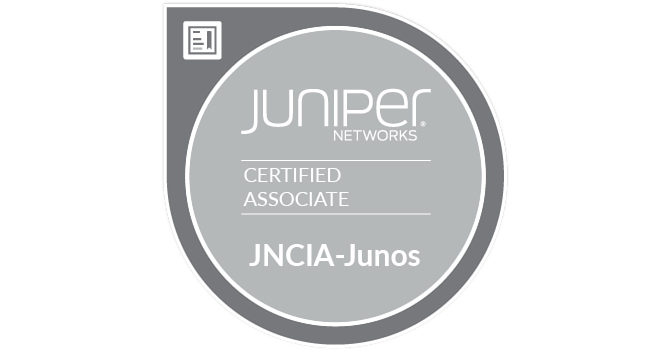 JUNIPEr®
NETWORKS
CERTIFIED
ASSOCIATE
JNCIA-Junos